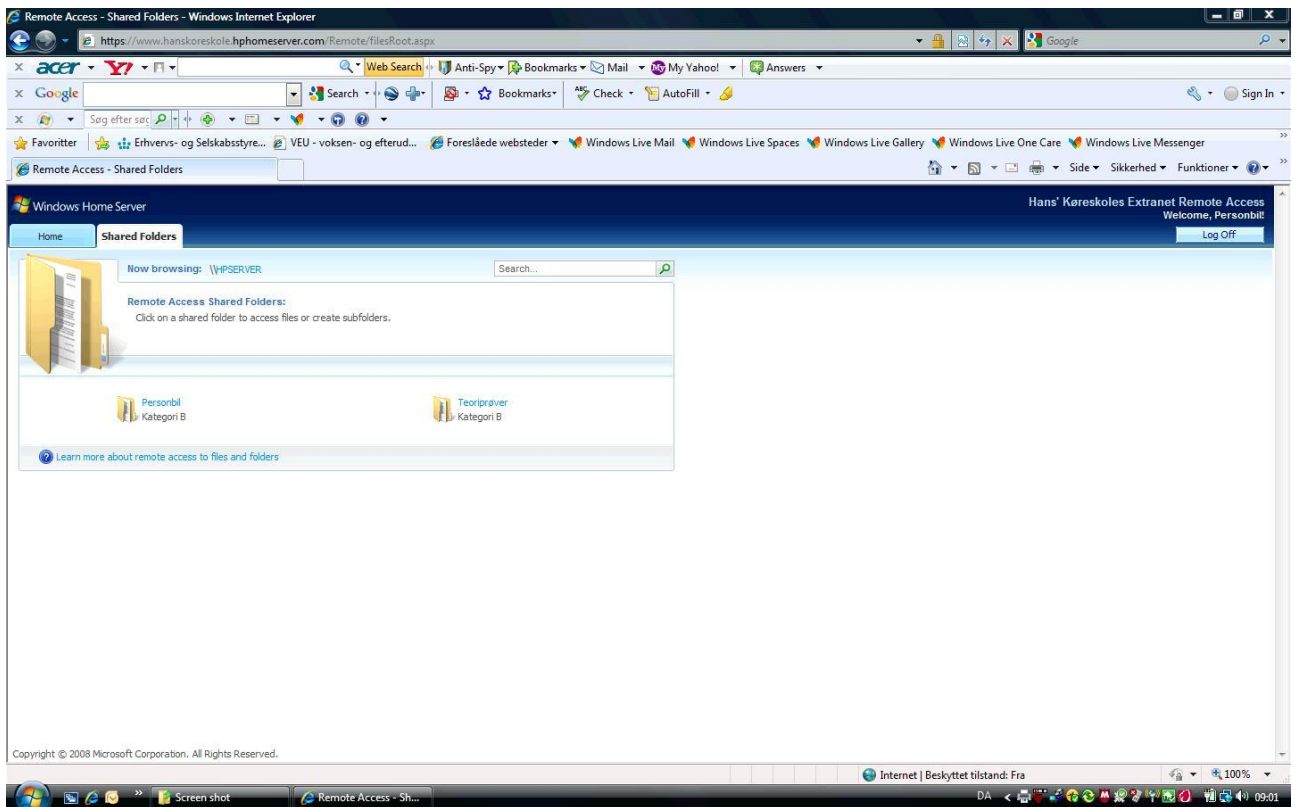 Remote Access - Shared Folders - Windows Internet Explorer
https://www.hanskoreskole.hphomeserver.com/Remote/filesRoot.aspx Google
acer Y! Web Search Anti-Spy Bookmarks Mail My Yahoo! Answers
Google Search Bookmarks Check AutoFill Sign In
Søg efter søg
Favoritter Erhvervs- og Selskabsstyre... VEU - voksen- og efterud... Foreslåede websteder Windows Live Mail Windows Live Spaces Windows Live Gallery Windows Live One Care Windows Live Messenger
Remote Access - Shared Folders Side Sikkerhed Funktioner
Windows Home Server Hans' Køreskoles Extranet Remote Access
Welcome, Personbil!
Home Shared Folders Log Off
Now browsing: \\HPSERVER Search...
Remote Access Shared Folders:
Click on a shared folder to access files or create subfolders.
Personbil Teoriprøver
Kategori B Kategori B
Learn more about remote access to files and folders
Copyright © 2008 Microsoft Corporation. All Rights Reserved.
Internet | Beskyttet tilstand: Fra 100%
Screen shot Remote Access - Sh... DA 09:01